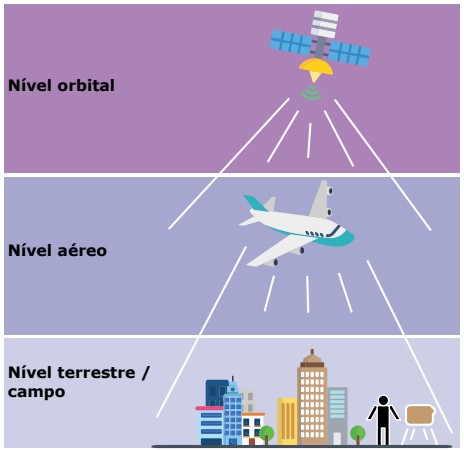 Nível orbital
Nível aéreo
Nível terrestre /
campo